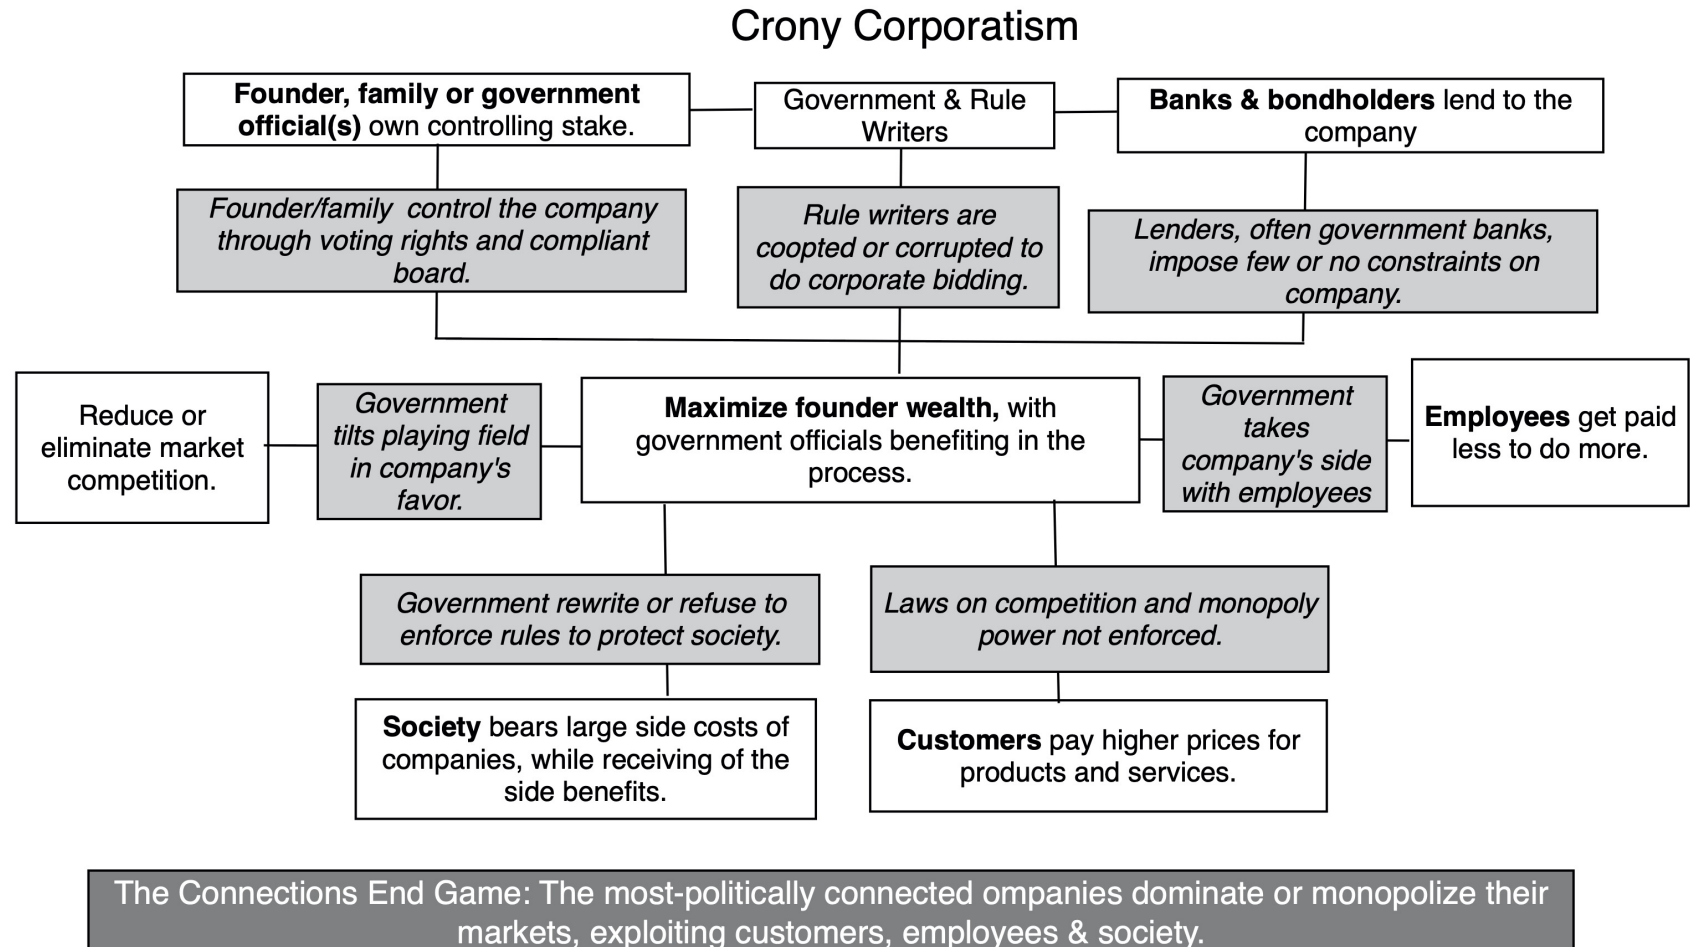 Crony Corporatism
Founder, family or government
official(s) own controlling stake.
Government & Rule
Writers
Banks & bondholders lend to the
company
Founder/family control the company
through voting rights and compliant
board.
Rule writers are
coopted or corrupted to
do corporate bidding.
Lenders, often government banks,
impose few or no constraints on
company.
Reduce or
eliminate market
competition.
Government
tilts playing field
in company's
favor.
Maximize founder wealth, with
government officials benefiting in the
process.
Government
takes
company's side
with employees
Employees get paid
less to do more.
Government rewrite or refuse to
enforce rules to protect society.
Laws on competition and monopoly
power not enforced.
Society bears large side costs of
companies, while receiving of the
side benefits.
Customers pay higher prices for
products and services.
The Connections End Game: The most-politically connected ompanies dominate or monopolize their
markets, exploiting customers, employees & society.